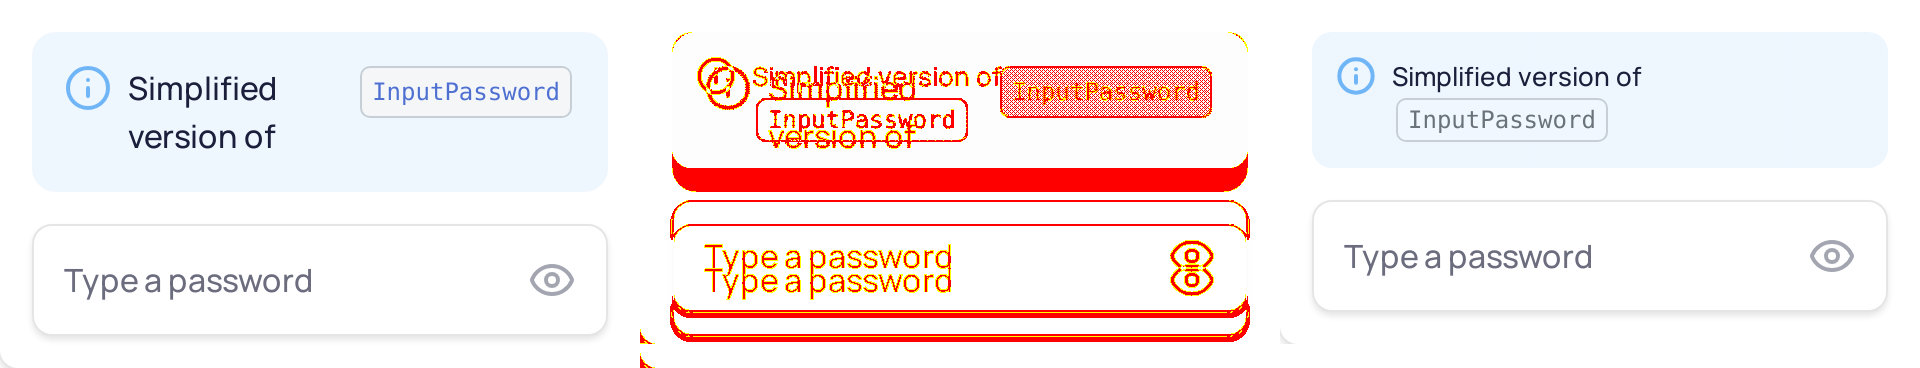 Simplified InputPassword
version of
Type a password
Simplified version of InputPassword
Simplified
InputPassword
version of
Type a password
Type a password
Simplified version of
InputPassword
Type a password